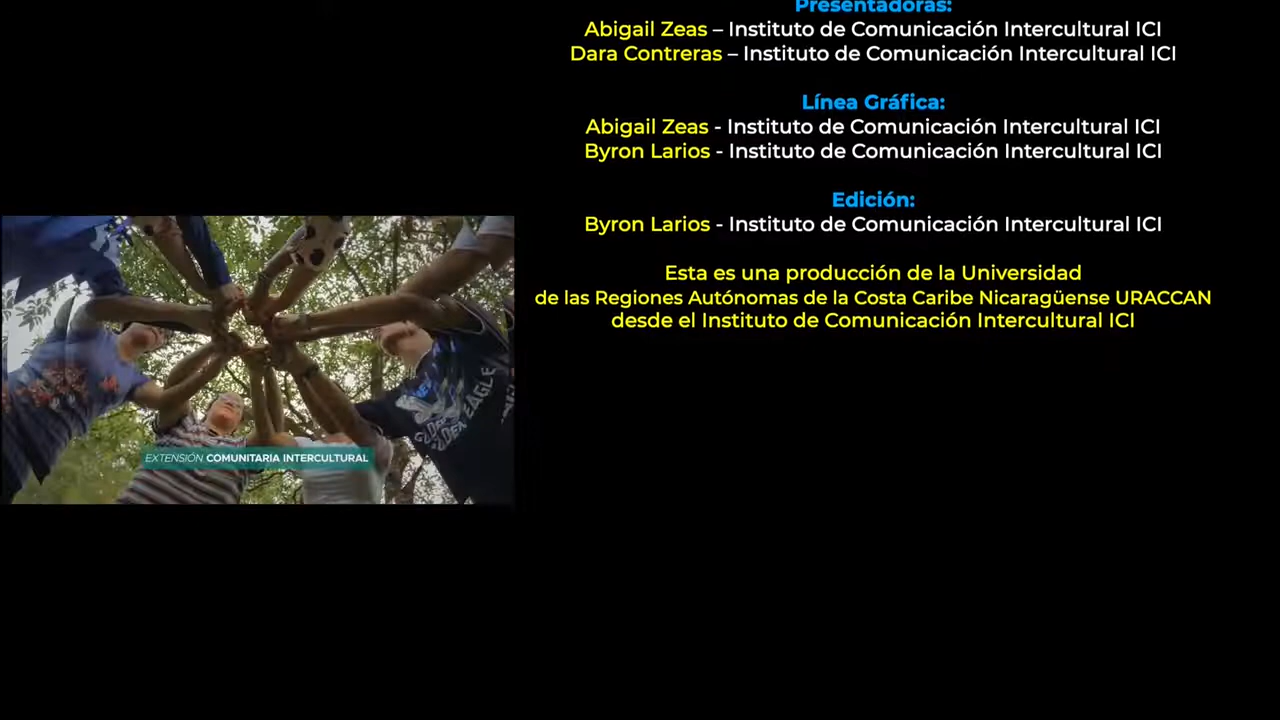 Presentadoras:
Abigail Zeas – Instituto de Comunicación Intercultural ICI
Dara Contreras – Instituto de Comunicación Intercultural ICI
Línea Gráfica:
Abigail Zeas - Instituto de Comunicación Intercultural ICI
Byron Larios - Instituto de Comunicación Intercultural ICI
Edición:
Byron Larios - Instituto de Comunicación Intercultural ICI
Esta es una producción de la Universidad
de las Regiones Autónomas de la Costa Caribe Nicaragüense URACCAN
desde el Instituto de Comunicación Intercultural ICI
EXTENSIÓN COMUNITARIA INTERCULTURAL